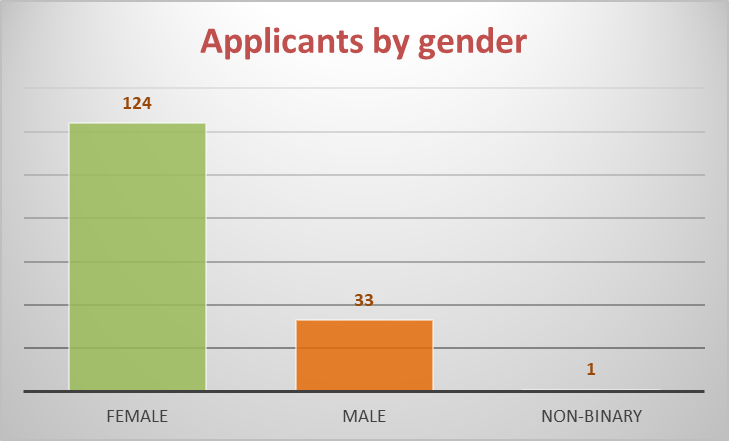 Applicants by gender
124
33
1
FEMALE
MALE
NON-BINARY